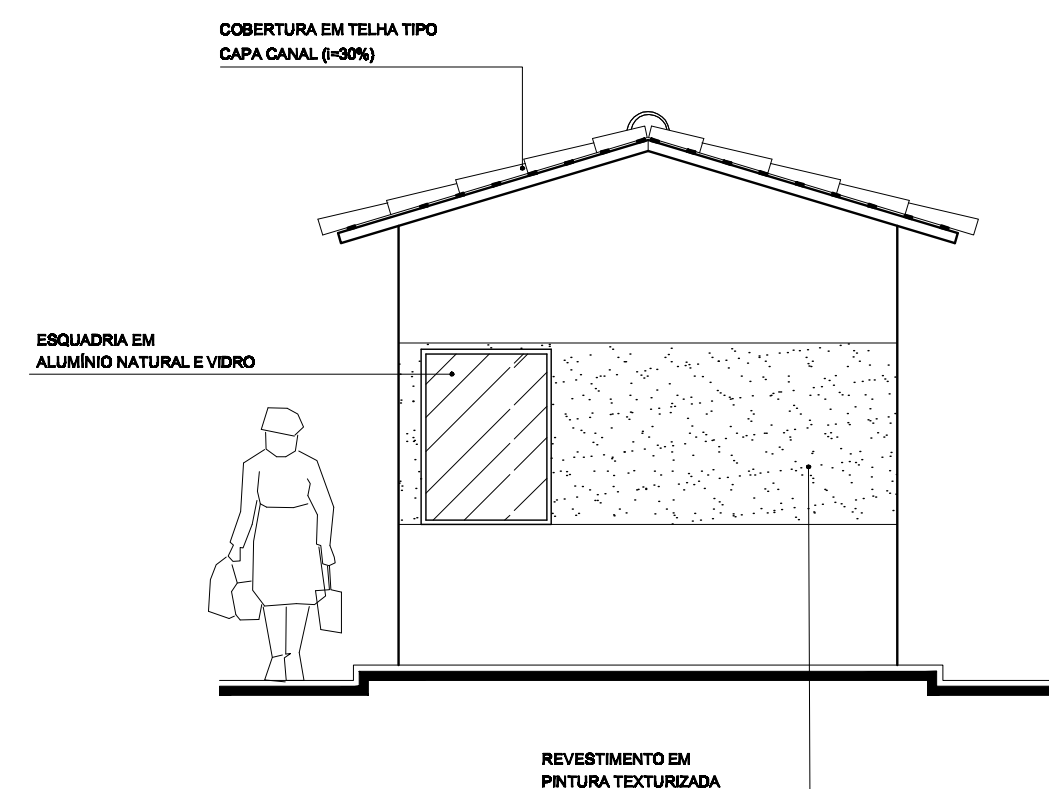 COBERTURA EM TELHA TIPO
CAPA CANAL (i=30%)
ESQUADRIA EM
ALUMÍNIO NATURAL E VIDRO
REVESTIMENTO EM
PINTURA TEXTURIZADA